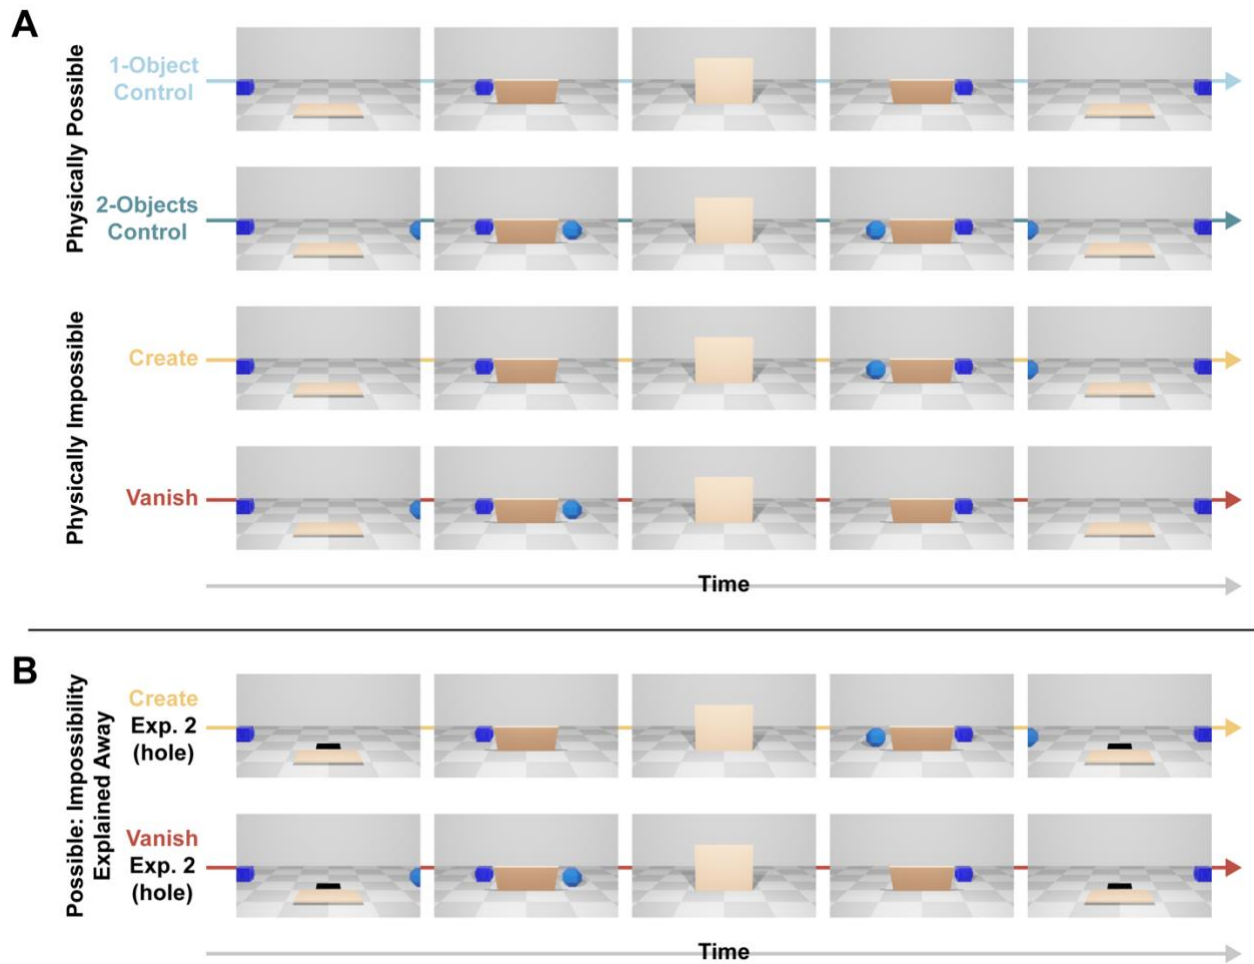 A
Physically Possible
1-Object
Control
2-Objects
Control
Physically Impossible
Create
Vanish
Time
B
Possible: Impossibility
Explained Away
Create
Exp. 2
(hole)
Vanish
Exp. 2
(hole)
Time